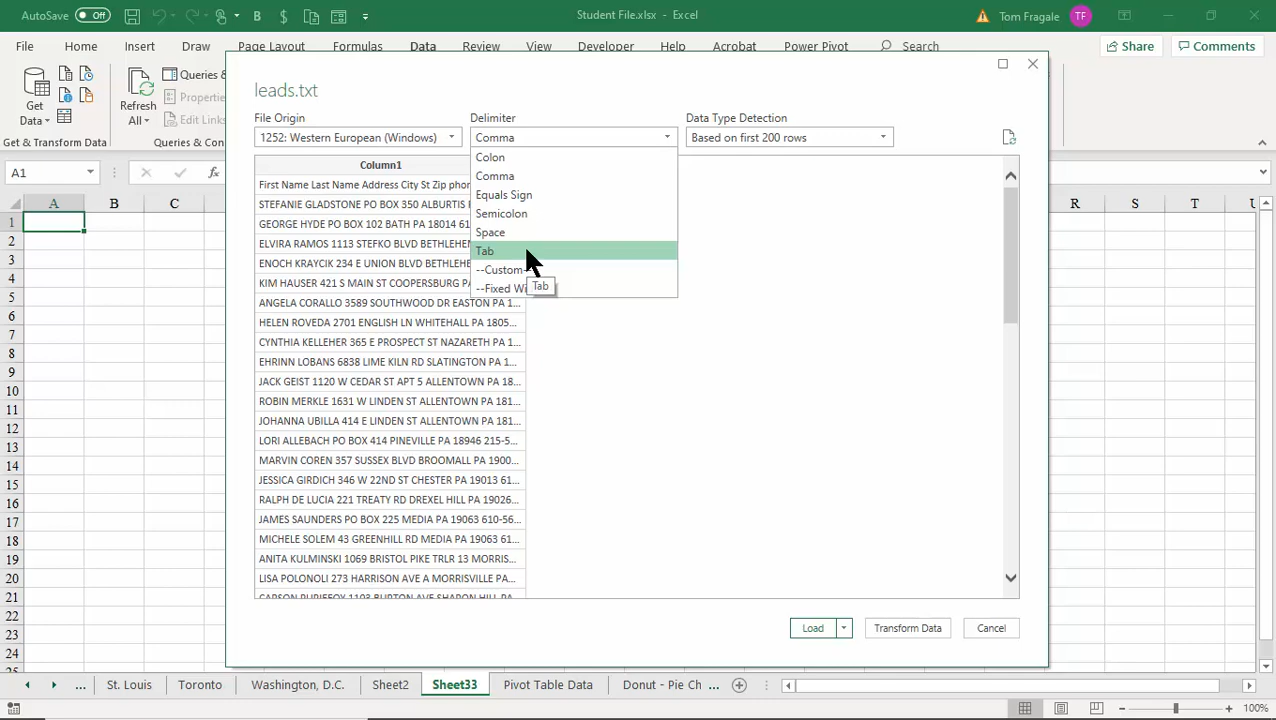 AutoSave Off
Student File.xlsx - Excel
Tom Fragale TF
File Home Insert Draw Page Layout Formulas Data Review View Developer Help Acrobat Power Pivot Search Share Comments
Get
Data
Refresh
All
Queries &
Properties
Edit Links
Get & Transform Data
Queries & Con
A1
fx
A B C R S T U
1
2
3
4
5
6
7
8
9
10
11
12
13
14
15
16
17
18
19
20
21
22
23
24
25
leads.txt
File Origin
1252: Western European (Windows)
Delimiter
Comma
Data Type Detection
Based on first 200 rows
Colon
Comma
Equals Sign
Semicolon
Space
Tab
--Custom-
--Fixed Wi
Tab
Column1
First Name Last Name Address City St Zip phon
STEFANIE GLADSTONE PO BOX 350 ALBURTIS
GEORGE HYDE PO BOX 102 BATH PA 18014 61
ELVIRA RAMOS 1113 STEFKO BLVD BETHLEHEM
ENOCH KIRALY 234 E UNION BLVD BETHLEHEM
KIM HAUSER 421 S MAIN ST COOPERSBURG P
ANGELA CORALLO 3589 SOUTHWOOD DR EASTON PA 1...
HELEN ROVEDA 2701 ENGLISH LN WHITEHALL PA 1805...
CYNTHIA KELLEHER 365 E PROSPECT ST NAZARETH PA 1...
EHRINN LOBANS 6838 LIME KILN RD SLATINGTON PA 1...
JACK GEIST 1120 W CEDAR ST APT 5 ALLENTOWN PA 18...
ROBIN MERKLE 1631 W LINDEN ST ALLENTOWN PA 181...
JOHANNA UBILLA 414 E LINDEN ST ALLENTOWN PA 181...
LORI ALLEBACH PO BOX 414 PINEVILLE PA 18946 215-5...
MARVIN COREN 357 SUSSEX BLVD BROOMALL PA 1900...
JESSICA GIRDICH 346 W 22ND ST CHESTER PA 19013 61...
RALPH DE LUCIA 221 TREATY RD DREXEL HILL PA 19026...
JAMES SAUNDERS PO BOX 225 MEDIA PA 19063 610-56...
MICHELE SOLEM 43 GREENHILL RD MEDIA PA 19063 61...
ANITA KULMINSKI 1069 BRISTOL PIKE TRLR 13 MORRIS...
LISA POLONOLI 273 HARRISON AVE A MORRISVILLE PA...
CARSON PURIEFOY 1103 BURTON AVE SHARON HILL PA
Load
Transform Data
Cancel
... St. Louis Toronto Washington, D.C. Sheet2 Sheet33 Pivot Table Data Donut - Pie Ch ...
100%